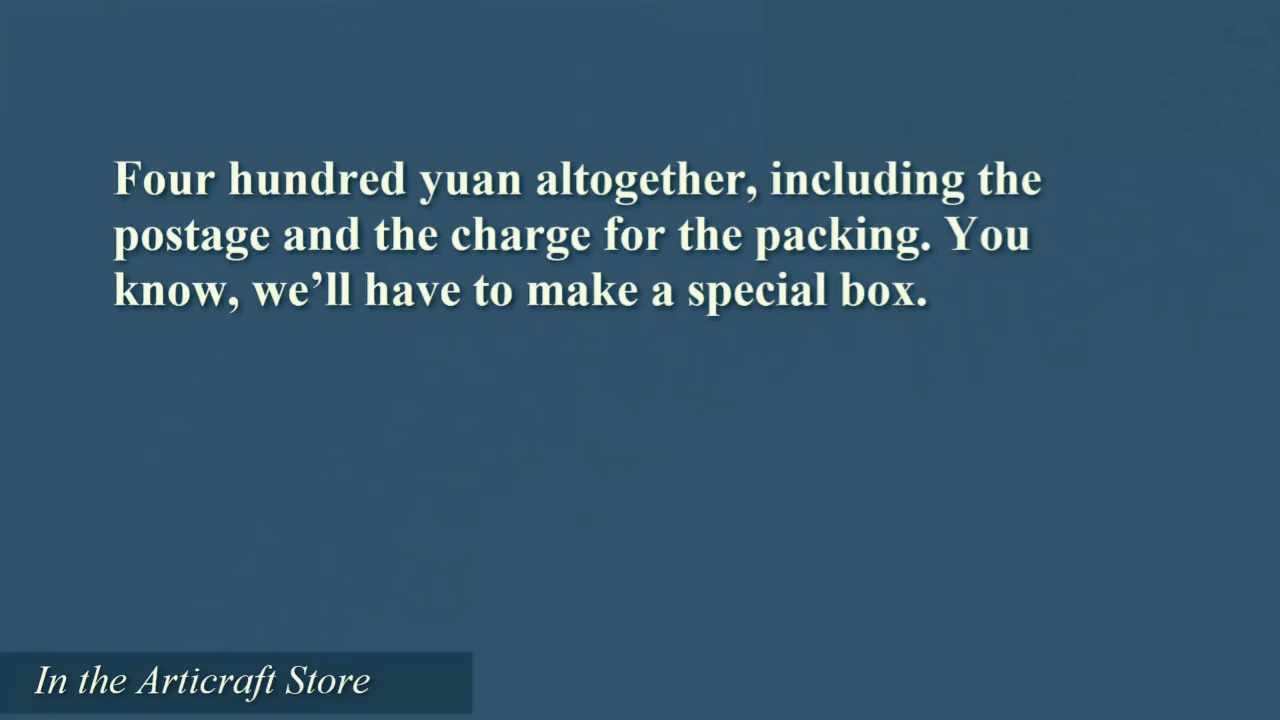 Four hundred yuan altogether, including the
postage and the charge for the packing. You
know, we’ll have to make a special box.
In the Articraft Store